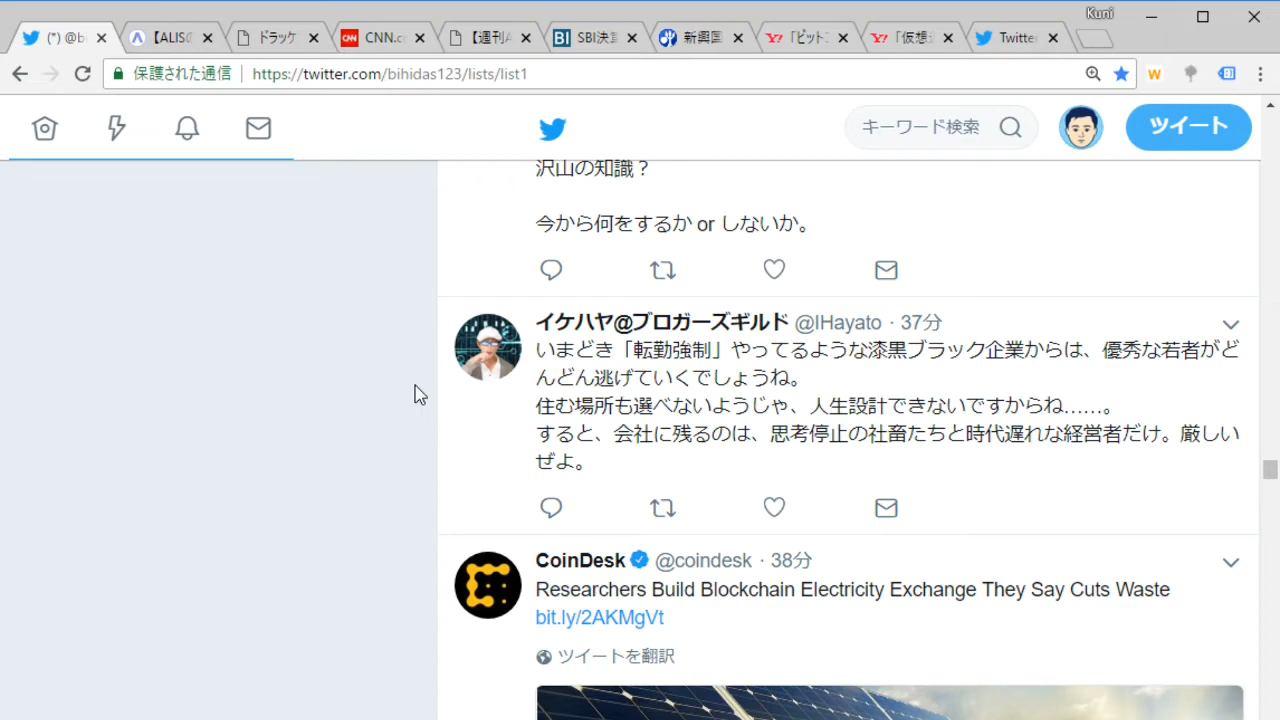 Kuni
(*) @bi
【ALISの
ドラッケ
CNN.c
【週刊A
SBI決算
新興国
「ビットコ
「仮想通
Twitter
保護された通信
https://twitter.com/bihidas123/lists/list1
キーワード検索
ツイート
沢山の知識？
今から何をするか or しないか。
イケハヤ@ブロガーズギルド @IHayato · 37分
いまどき「転勤強制」やってるような漆黒ブラック企業からは、優秀な若者がど
んどん逃げていくでしょうね。
住む場所も選べないようじゃ、人生設計できないですからね……。
すると、会社に残るのは、思考停止の社畜たちと時代遅れな経営者だけ。厳しい
ぜよ。
CoinDesk @coindesk · 38分
Researchers Build Blockchain Electricity Exchange They Say Cuts Waste
bit.ly/2AKMgVt
ツイートを翻訳